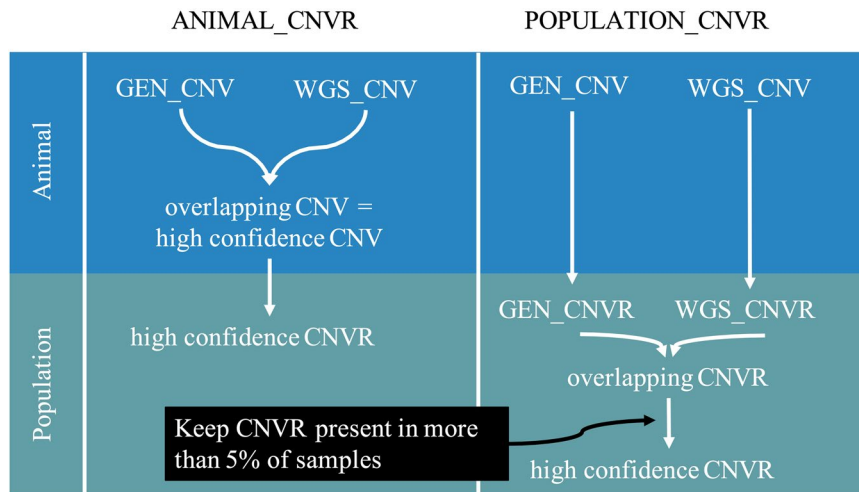 ANIMAL_CNVR
POPULATION_CNVR
Animal
GEN_CNV
WGS_CNV
overlapping CNV =
high confidence CNV
GEN_CNV
WGS_CNV
Population
high confidence CNVR
GEN_CNVR
WGS_CNVR
overlapping CNVR
Keep CNVR present in more
than 5% of samples
high confidence CNVR